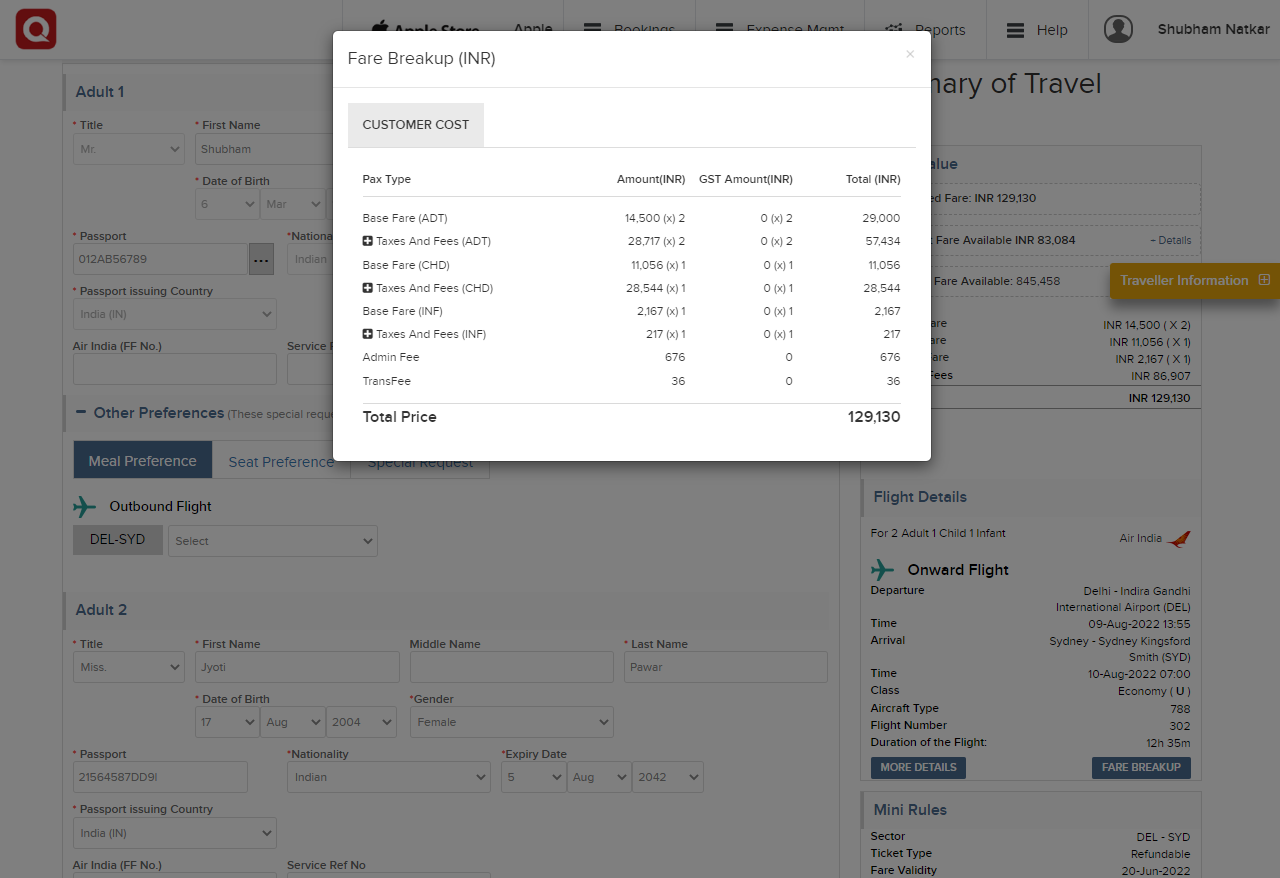 Apple Store
Apple
Bookings
Expense Mgmt
Reports
Help
Shubham Natkar
Fare Breakup (INR)
×
CUSTOMER COST
Pax Type Amount(INR) GST Amount(INR) Total (INR)
Base Fare (ADT) 14,500 (x) 2 0 (x) 2 29,000
Taxes And Fees (ADT) 28,717 (x) 2 0 (x) 2 57,434
Base Fare (CHD) 11,056 (x) 1 0 (x) 1 11,056
Taxes And Fees (CHD) 28,544 (x) 1 0 (x) 1 28,544
Base Fare (INF) 2,167 (x) 1 0 (x) 1 2,167
Taxes And Fees (INF) 217 (x) 1 0 (x) 1 217
Admin Fee 676 0 676
TransFee 36 0 36
Total Price 129,130
Adult 1
* Title * First Name
Mr. Shubham
* Date of Birth
6 Mar
* Passport *Nationa
012AB56789 ... Indian
* Passport issuing Country
India (IN)
Air India (FF No.) Service
Other Preferences (These special reque
Meal Preference Seat Preference Special Request
Outbound Flight
DEL-SYD Select
Adult 2
* Title * First Name Middle Name * Last Name
Miss. Jyoti Pawar
* Date of Birth *Gender
17 Aug 2004 Female
* Passport *Nationality *Expiry Date
21564587DD9I Indian 5 Aug 2042
* Passport issuing Country
India (IN)
Air India (FF No.) Service Ref No
mary of Travel
alue
ed Fare: INR 129,130
Fare Available INR 83,084 - Details
Fare Available: 845,458
Traveller Information
are INR 14,500 ( X 2)
are INR 11,056 ( X 1)
are INR 2,167 ( X 1)
Fees INR 86,907
INR 129,130
Flight Details
For 2 Adult 1 Child 1 Infant Air India
Onward Flight
Departure Delhi - Indira Gandhi
International Airport (DEL)
Time 09-Aug-2022 13:55
Arrival Sydney - Sydney Kingsford
Smith (SYD)
Time 10-Aug-2022 07:00
Class Economy ( U )
Aircraft Type 788
Flight Number 302
Duration of the Flight: 12h 35m
MORE DETAILS FARE BREAKUP
Mini Rules
Sector DEL - SYD
Ticket Type Refundable
Fare Validity 20-Jun-2022